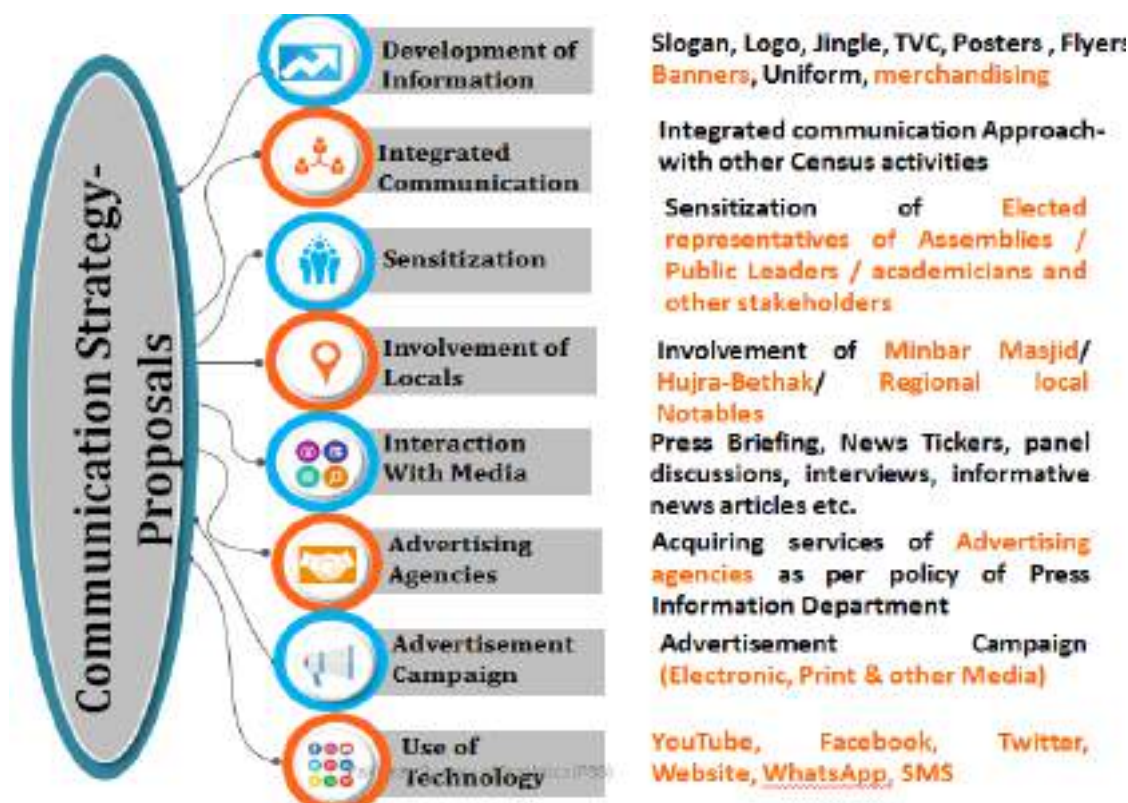 Communication Strategy-
Proposals
Development of
Information
Slogan, Logo, Jingle, TVC, Posters , Flyers
Banners, Uniform, merchandising
Integrated
Communication
Integrated communication Approach-
with other Census activities
Sensitization
Sensitization of Elected
representatives of Assemblies /
Public Leaders / academicians and
other stakeholders
Involvement of
Locals
Involvement of Minbar Masjid/
Hujra-Bethak/ Regional local
Notables
Interaction
With Media
Press Briefing, News Tickers, panel
discussions, interviews, informative
news articles etc.
Advertising
Agencies
Acquiring services of Advertising
agencies as per policy of Press
Information Department
Advertisement
Campaign
Advertisement Campaign
(Electronic, Print & other Media)
Use of
Technology
YouTube, Facebook, Twitter,
Website, WhatsApp, SMS